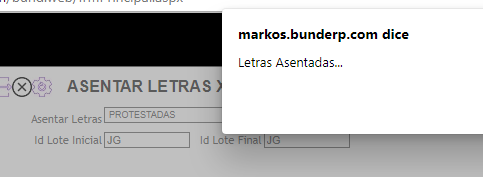 markos.bunderp.com dice
Letras Asentadas...
ASENTAR LETRAS
Asentar Letras PROTESTADAS
Id Lote Inicial JG Id Lote Final JG